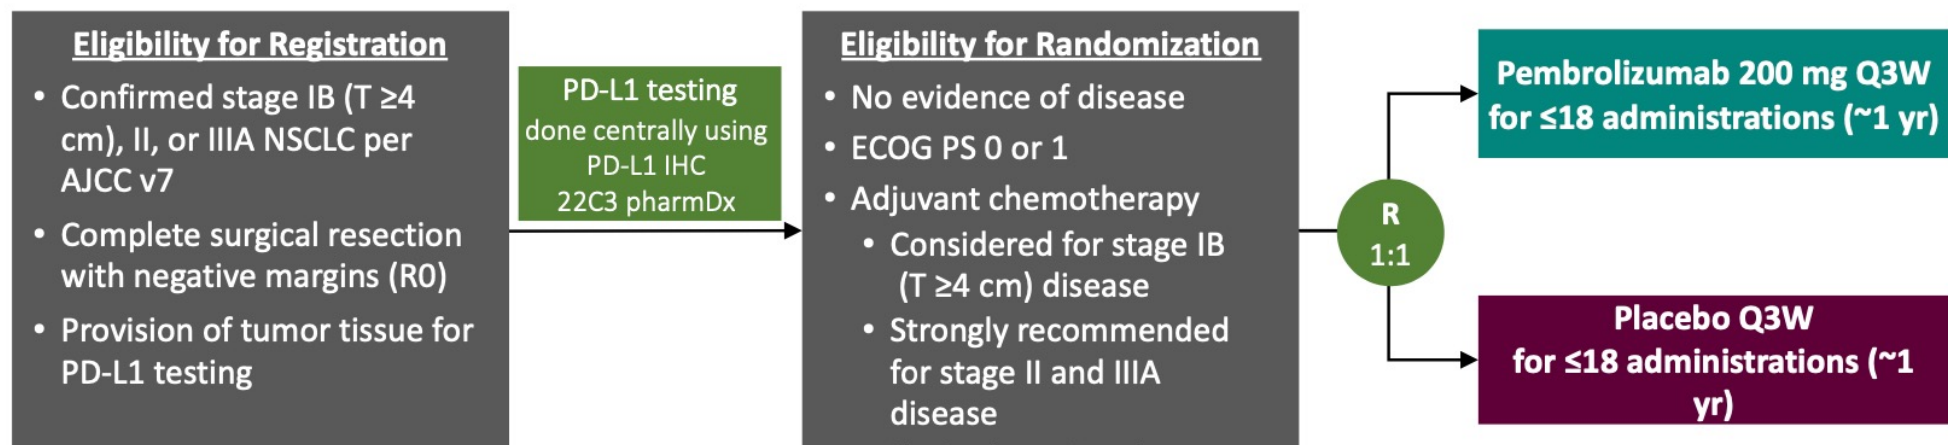 Eligibility for Registration
• Confirmed stage IB (T ≥4
cm), II, or IIIA NSCLC per
AJCC v7
• Complete surgical resection
with negative margins (R0)
• Provision of tumor tissue for
PD-L1 testing
PD-L1 testing
done centrally using
PD-L1 IHC
22C3 pharmDx
Eligibility for Randomization
• No evidence of disease
• ECOG PS 0 or 1
• Adjuvant chemotherapy
• Considered for stage IB
(T ≥4 cm) disease
• Strongly recommended
for stage II and IIIA
disease
R
1:1
Pembrolizumab 200 mg Q3W
for ≤18 administrations (~1 yr)
Placebo Q3W
for ≤18 administrations (~1
yr)